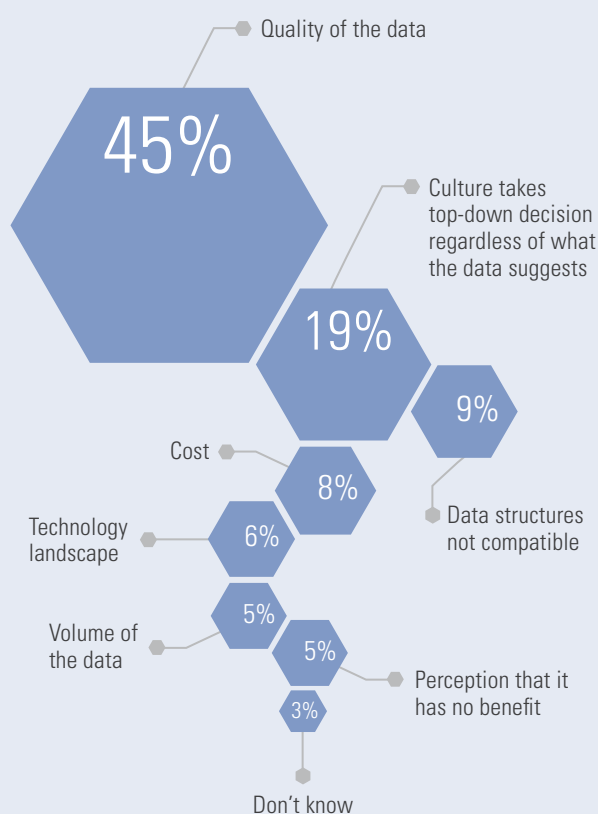 Quality of the data
45%
Culture takes
top-down decision
regardless of what
the data suggests
19%
9%
Cost
8%
Data structures
not compatible
Technology
landscape
6%
5%
Volume of
the data
5%
Perception that it
has no benefit
3%
Don't know